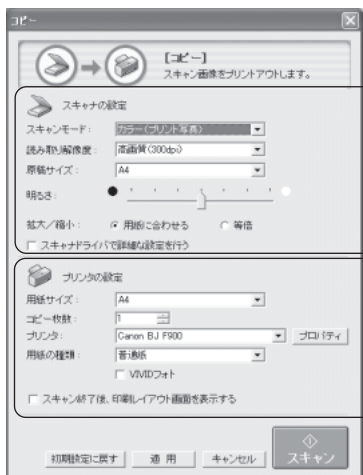 コピー
[コピー]
スキャン画像をプリントアウトします。
スキャナの設定
スキャンモード： カラー（プリント写真）
読み取り解像度： 高画質(300dpi)
原稿サイズ： A4
明るさ：
拡大／縮小： 用紙に合わせる 等倍
スキャナドライバで詳細な設定を行う
プリンタの設定
用紙サイズ： A4
コピー枚数： 1
プリンタ： Canon BJ F900 プロパティ
用紙の種類： 普通紙
VIVIDフォト
スキャン終了後、印刷レイアウト画面を表示する
初期設定に戻す 適 用 キャンセル スキャン